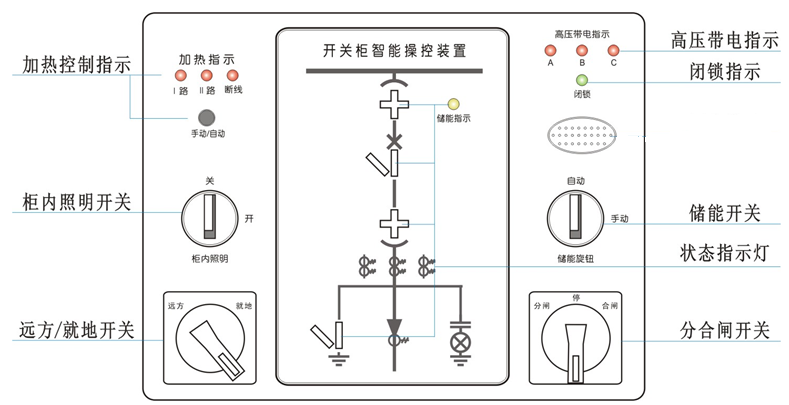 加热控制指示
柜内照明开关
远方/就地开关
加热指示
I路 II路 断线
手动/自动
关
开
柜内照明
远方 就地
开关柜智能操控装置
储能指示
高压带电指示
A B C
闭锁
自动
手动
储能旋钮
停
分闸 合闸
高压带电指示
闭锁指示
储能开关
状态指示灯
分合闸开关